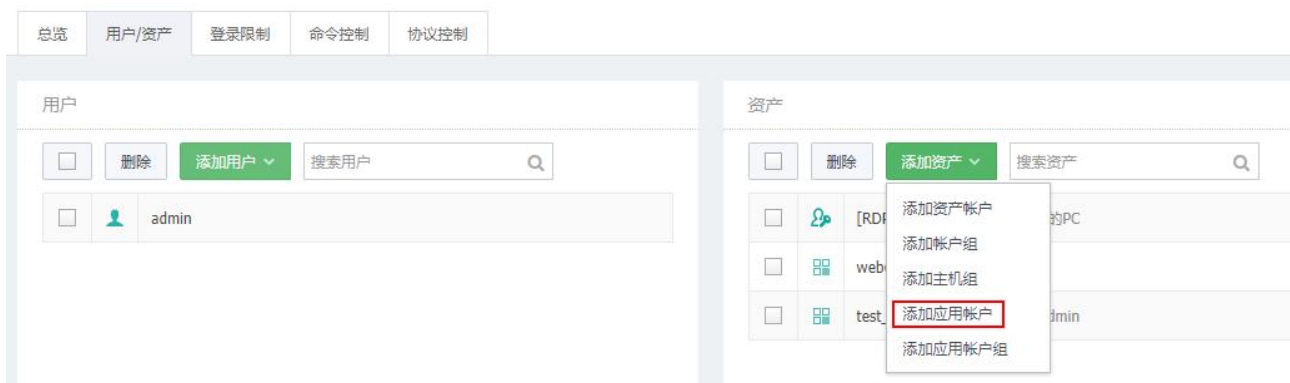 总览 用户/资产 登录限制 命令控制 协议控制
用户
删除 添加用户 搜索用户
admin
资产
删除 添加资产 搜索资产
添加资产帐户
添加帐户组
添加主机组
添加应用帐户
添加应用帐户组
[RDP 的PC
web
test_ dmin